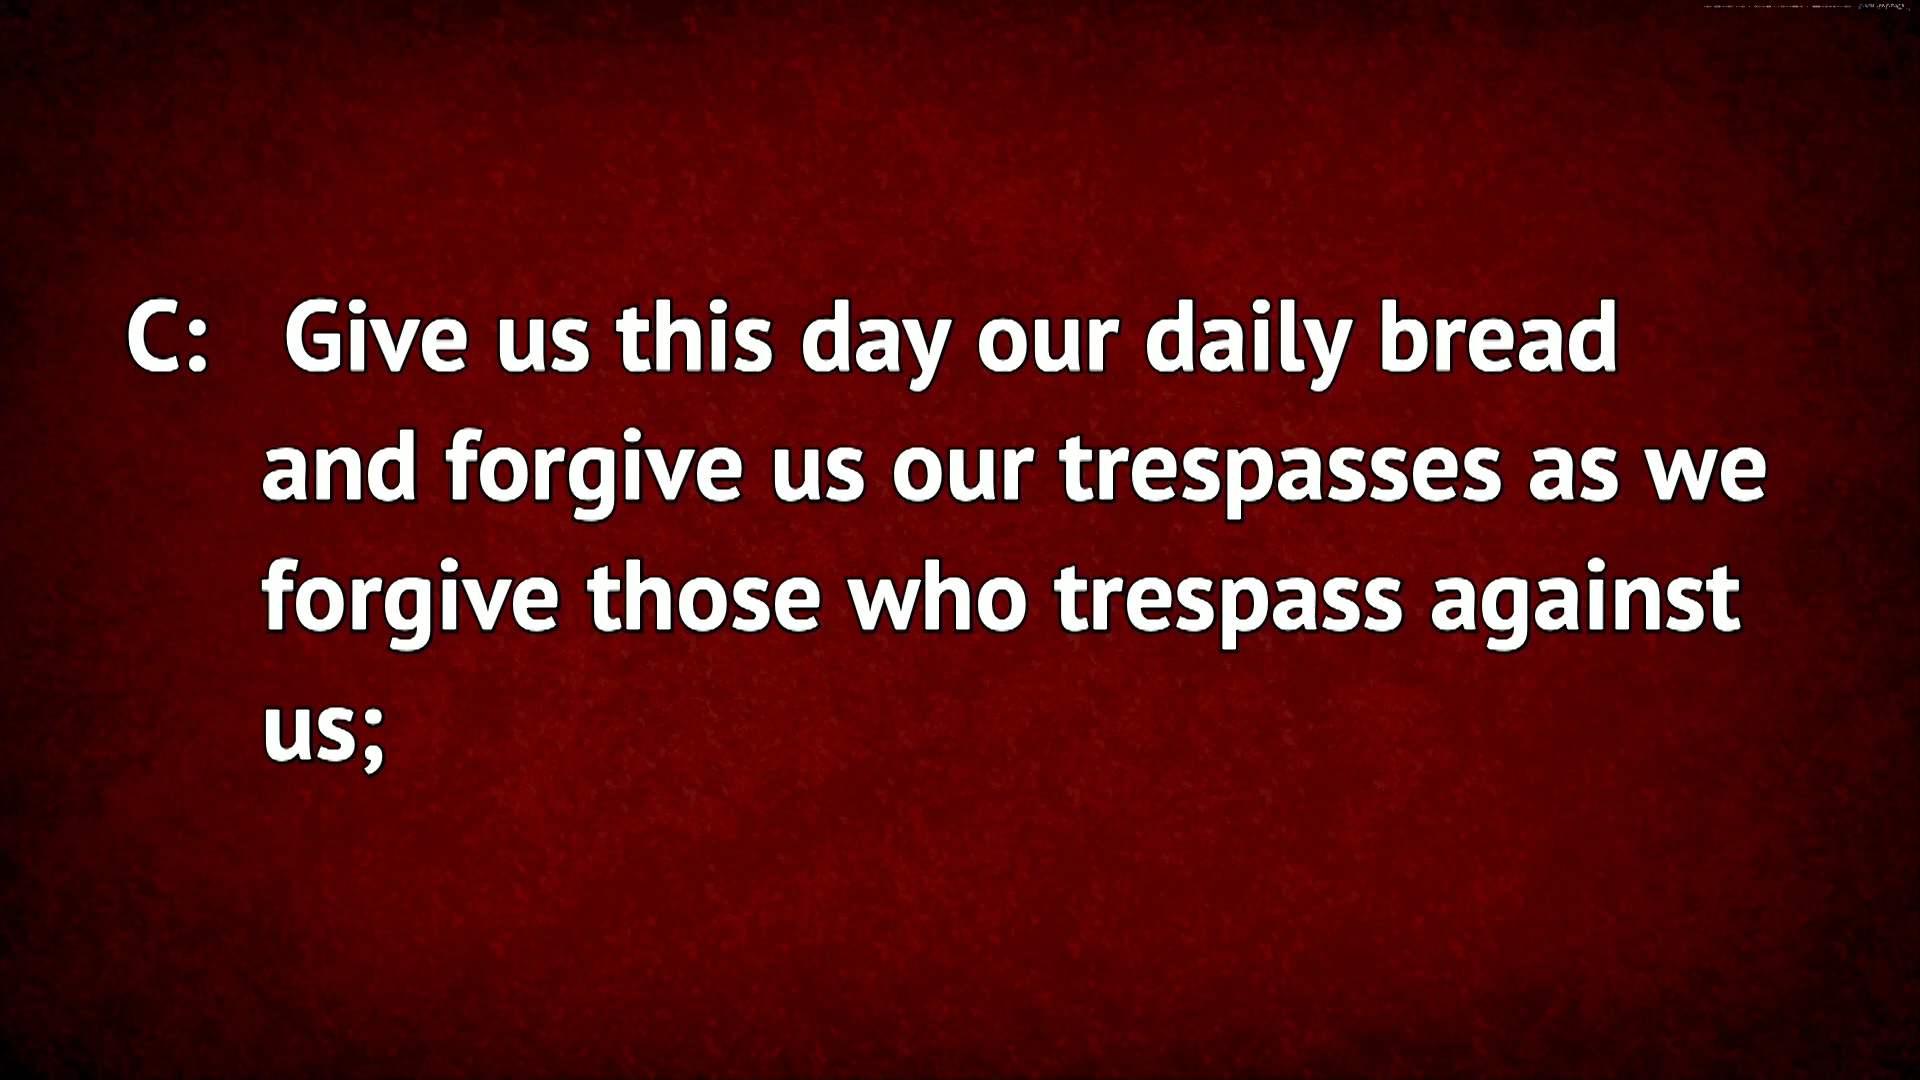 C: Give us this day our daily bread
and forgive us our trespasses as we
forgive those who trespass against
us;